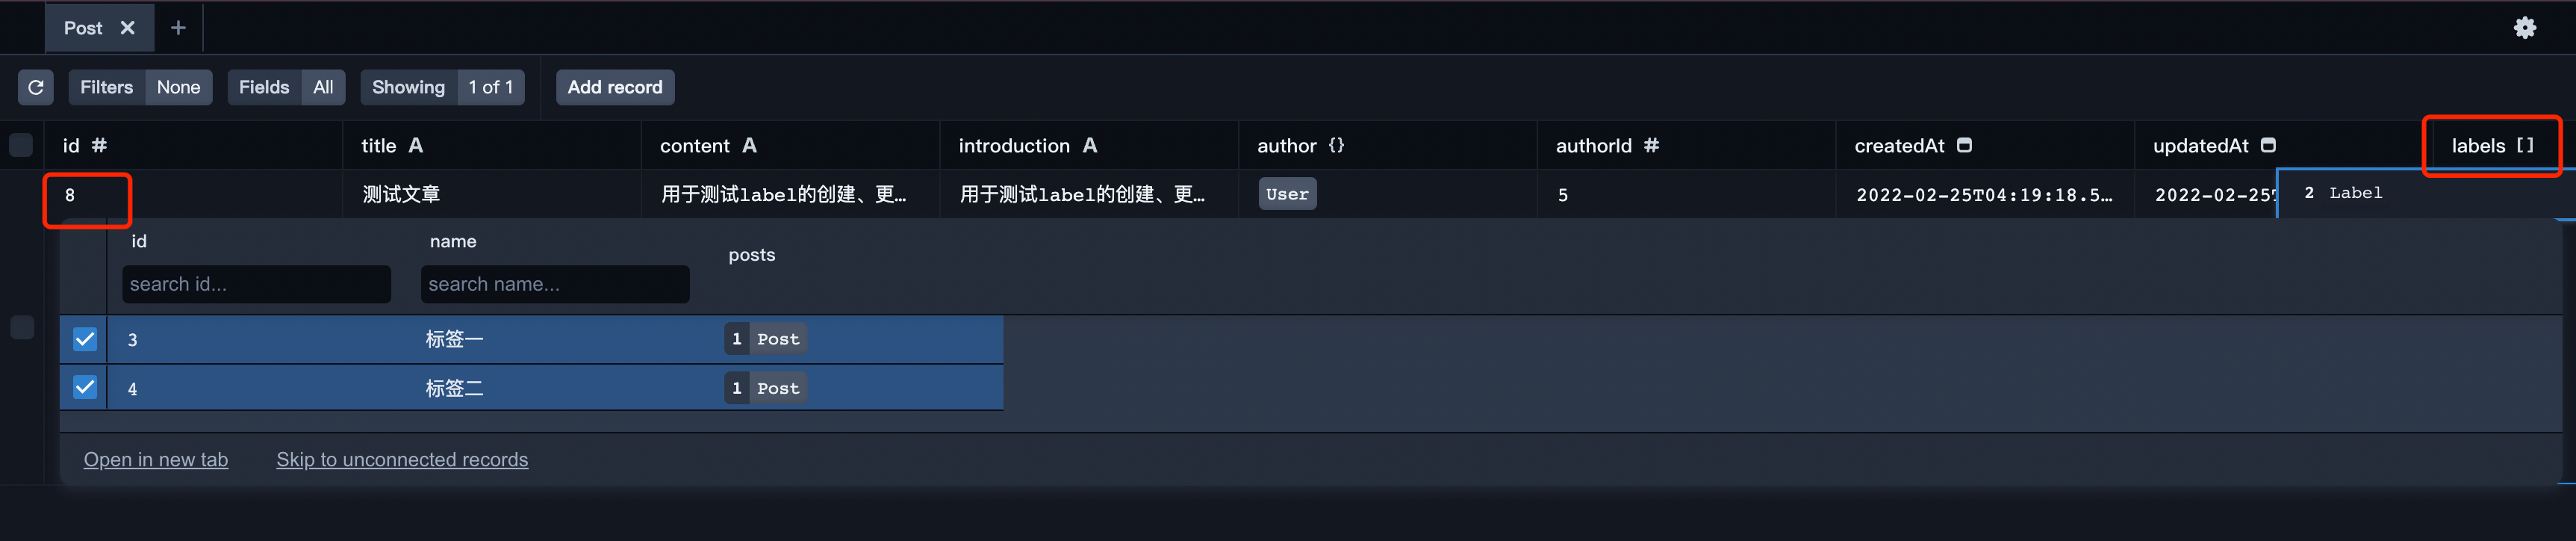 Post
Filters None Fields All Showing 1 of 1 Add record
id # title A content A introduction A author {} authorId # createdAt updatedAt labels []
8 测试文章 用于测试label的创建、更… 用于测试label的创建、更… User 5 2022-02-25T04:19:18.5… 2022-02-25T 2 Label
id name posts
search id... search name...
3 标签一 1 Post
4 标签二 1 Post
Open in new tab Skip to unconnected records